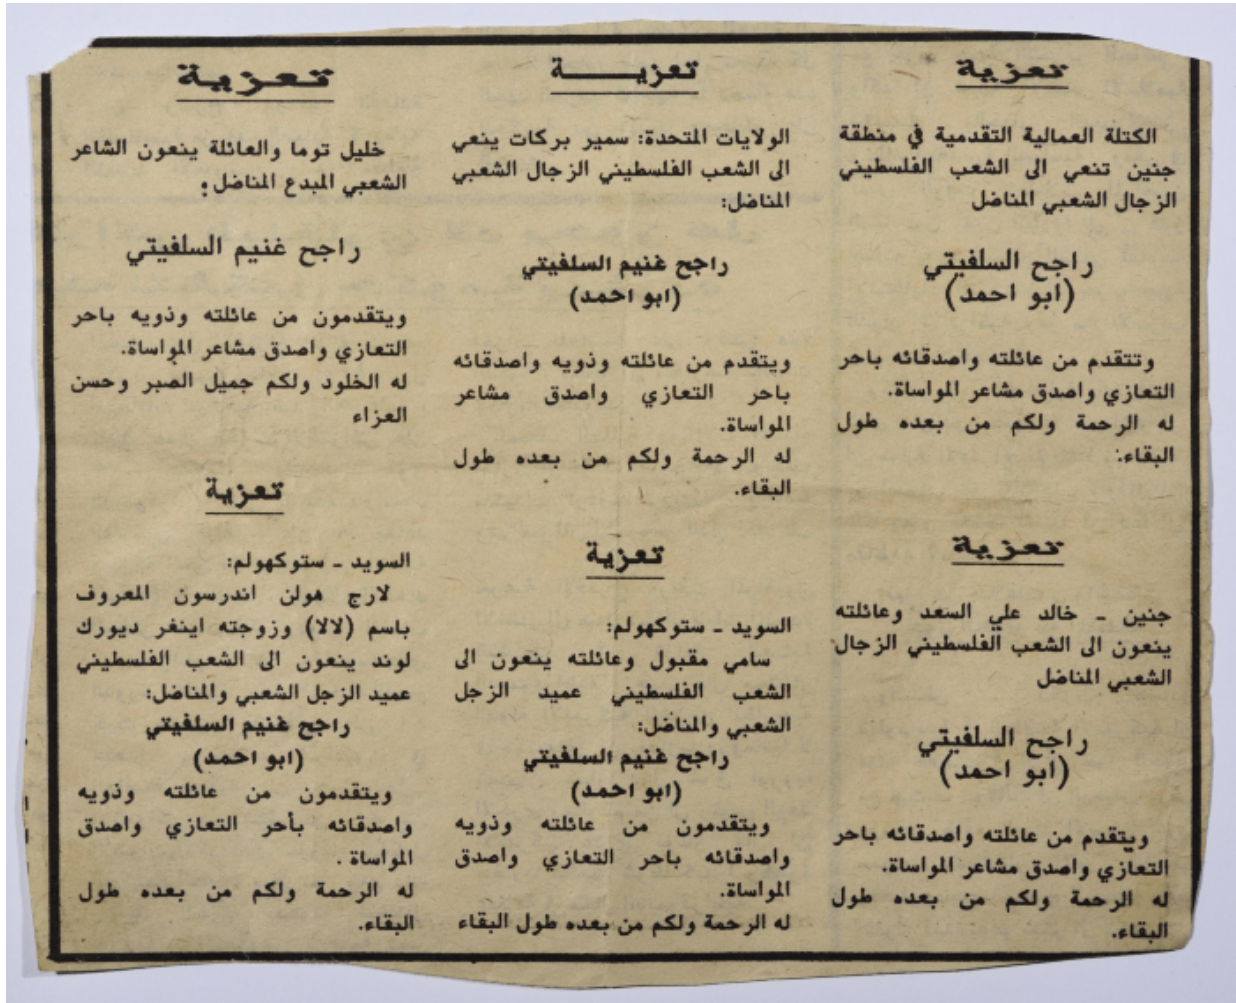 تعزية
الكتلة العمالية التقدمية في منطقة
جنين تنعي الى الشعب الفلسطيني
الزجال الشعبي المناضل
راجح السلفيتي
(ابو احمد)
وتتقدم من عائلته واصدقائه باحر
التعازي واصدق مشاعر المواساة.
له الرحمة ولكم من بعده طول
البقاء.
تعزية
جنين - خالد علي السعد وعائلته
ينعون الى الشعب الفلسطيني الزجال
الشعبي المناضل
راجح السلفيتي
(ابو احمد)
ويتقدم من عائلته واصدقائه باحر
التعازي واصدق مشاعر المواساة.
له الرحمة ولكم من بعده طول
البقاء.
تعزيـــة
الولايات المتحدة: سمير بركات ينعي
الى الشعب الفلسطيني الزجال الشعبي
المناضل:
راجح غنيم السلفيتي
(ابو احمد)
ويتقدم من عائلته وذويه واصدقائه
باحر التعازي واصدق مشاعر
المواساة.
له الرحمة ولكم من بعده طول
البقاء.
تعزية
السويد - ستوكهولم:
سامي مقبول وعائلته ينعون الى
الشعب الفلسطيني عميد الزجل
الشعبي والمناضل:
راجح غنيم السلفيتي
(ابو احمد)
ويتقدمون من عائلته وذويه
واصدقائه باحر التعازي واصدق
المواساة.
له الرحمة ولكم من بعده طول البقاء
تعزية
خليل توما والعائلة ينعون الشاعر
الشعبي المبدع المناضل:
راجح غنيم السلفيتي
ويتقدمون من عائلته وذويه باحر
التعازي واصدق مشاعر المواساة.
له الخلود ولكم جميل الصبر وحسن
العزاء
تعزية
السويد - ستوكهولم:
لارج هولن اندرسون المعروف
باسم (لالا) وزوجته اينغر ديورك
لوند ينعون الى الشعب الفلسطيني
عميد الزجل الشعبي والمناضل:
راجح غنيم السلفيتي
(ابو احمد)
ويتقدمون من عائلته وذويه
واصدقائه بأحر التعازي واصدق
المواساة .
له الرحمة ولكم من بعده طول
البقاء.